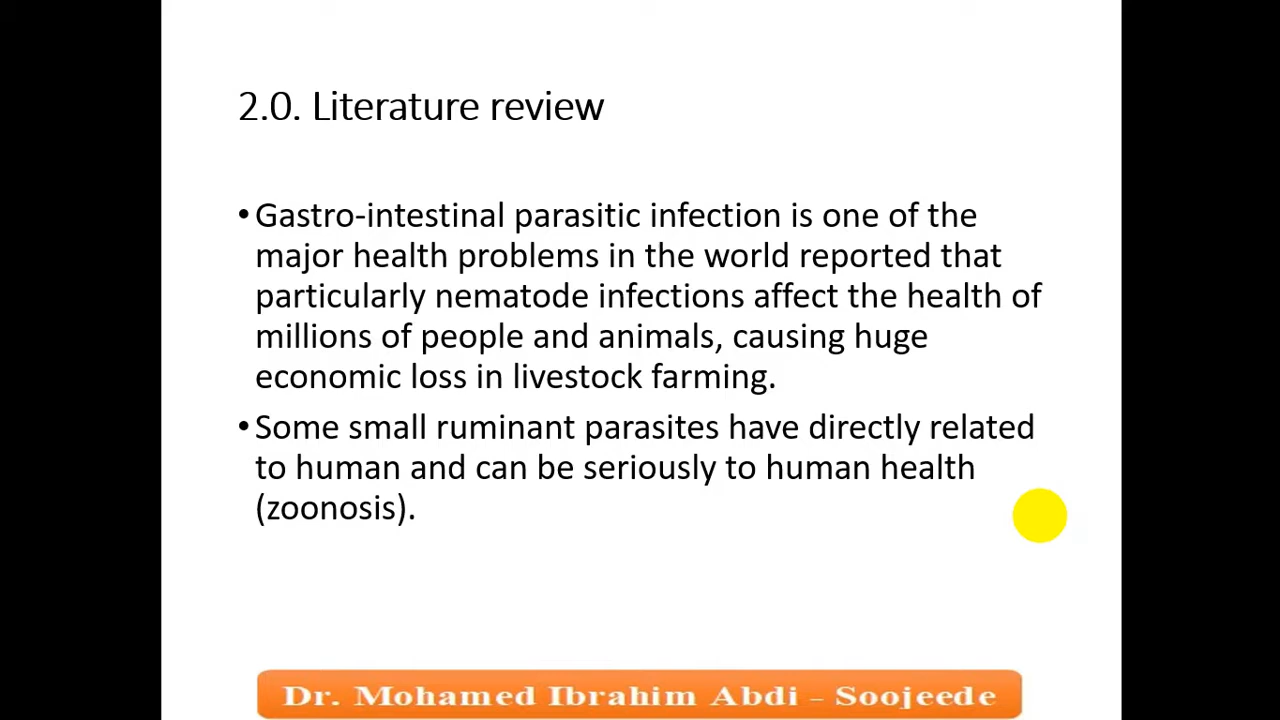 2.0. Literature review
•Gastro-intestinal parasitic infection is one of the
major health problems in the world reported that
particularly nematode infections affect the health of
millions of people and animals, causing huge
economic loss in livestock farming.
•Some small ruminant parasites have directly related
to human and can be seriously to human health
(zoonosis).
Dr. Mohamed Ibrahim Abdi - Soojeede